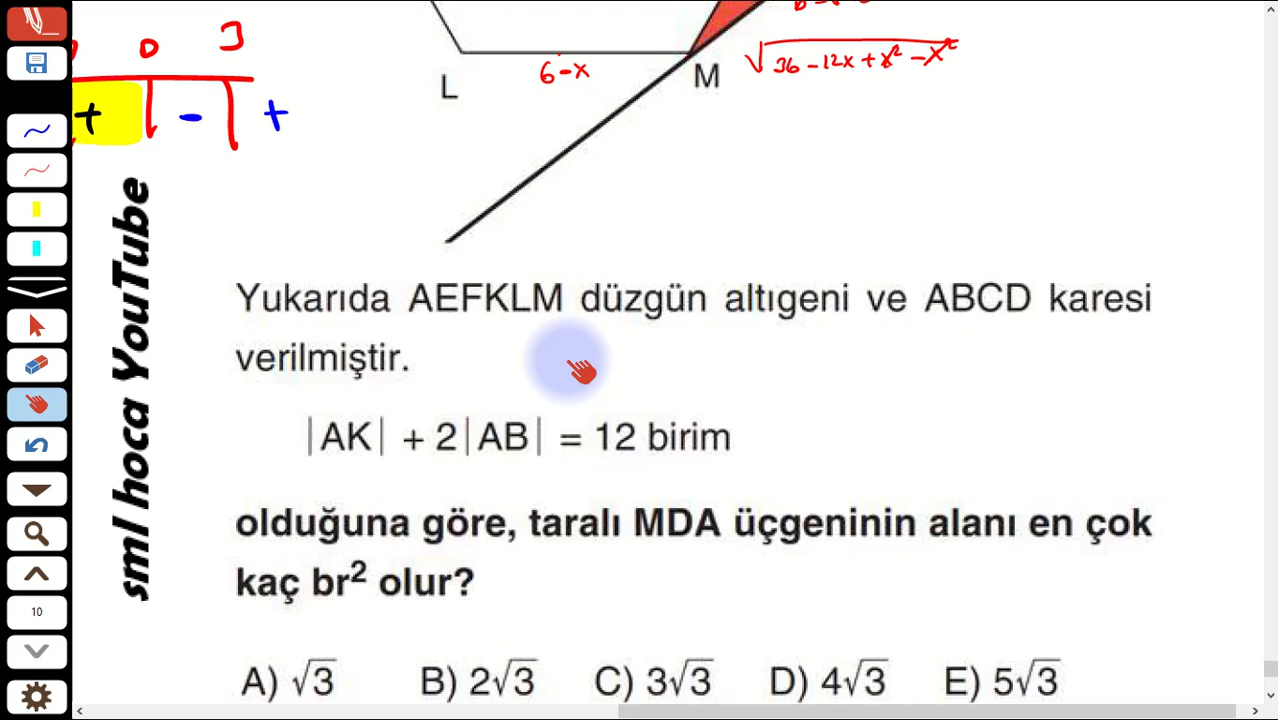 0 3
+ - +
6-x
√36-12x+x²-x²
L
M
sml hoca YouTube
Yukarıda AEFKLM düzgün altıgeni ve ABCD karesi
verilmiştir.
|AK| + 2|AB| = 12 birim
olduğuna göre, taralı MDA üçgeninin alanı en çok
kaç br² olur?
A) √3 B) 2√3 C) 3√3 D) 4√3 E) 5√3
10